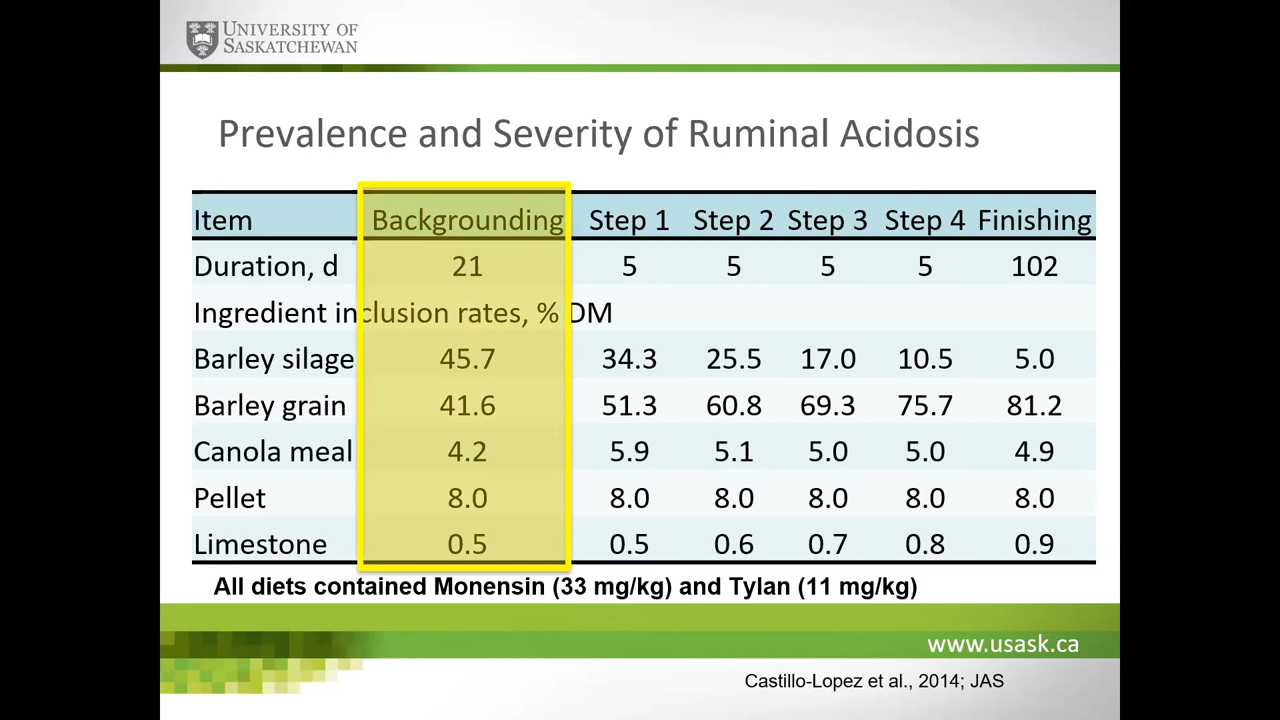 UNIVERSITY OF
SASKATCHEWAN
Prevalence and Severity of Ruminal Acidosis
Item Backgrounding Step 1 Step 2 Step 3 Step 4 Finishing
Duration, d 21 5 5 5 5 102
Ingredient inclusion rates, % DM
Barley silage 45.7 34.3 25.5 17.0 10.5 5.0
Barley grain 41.6 51.3 60.8 69.3 75.7 81.2
Canola meal 4.2 5.9 5.1 5.0 5.0 4.9
Pellet 8.0 8.0 8.0 8.0 8.0 8.0
Limestone 0.5 0.5 0.6 0.7 0.8 0.9
All diets contained Monensin (33 mg/kg) and Tylan (11 mg/kg)
www.usask.ca
Castillo-Lopez et al., 2014; JAS